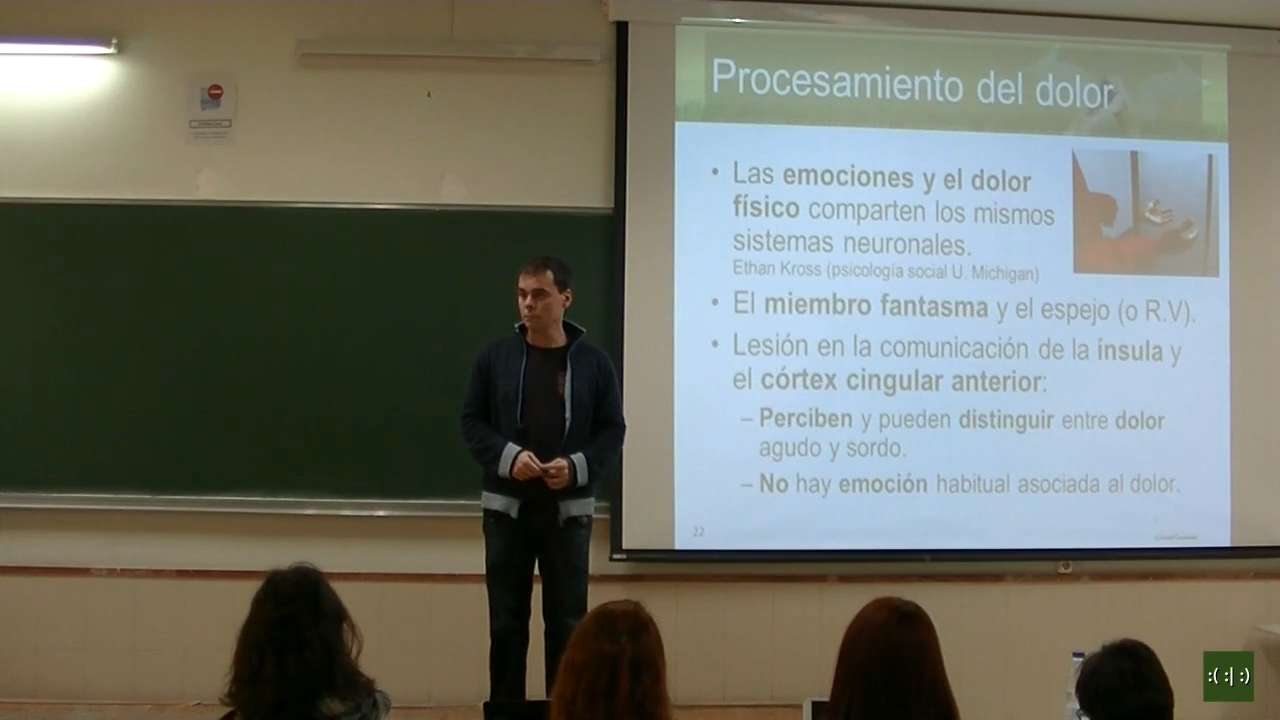 Procesamiento del dolor
• Las emociones y el dolor
físico comparten los mismos
sistemas neuronales.
Ethan Kross (psicología social U. Michigan)
• El miembro fantasma y el espejo (o R.V).
• Lesión en la comunicación de la ínsula y
el córtex cingular anterior:
– Perciben y pueden distinguir entre dolor
agudo y sordo.
– No hay emoción habitual asociada al dolor.
22
:( :| :)